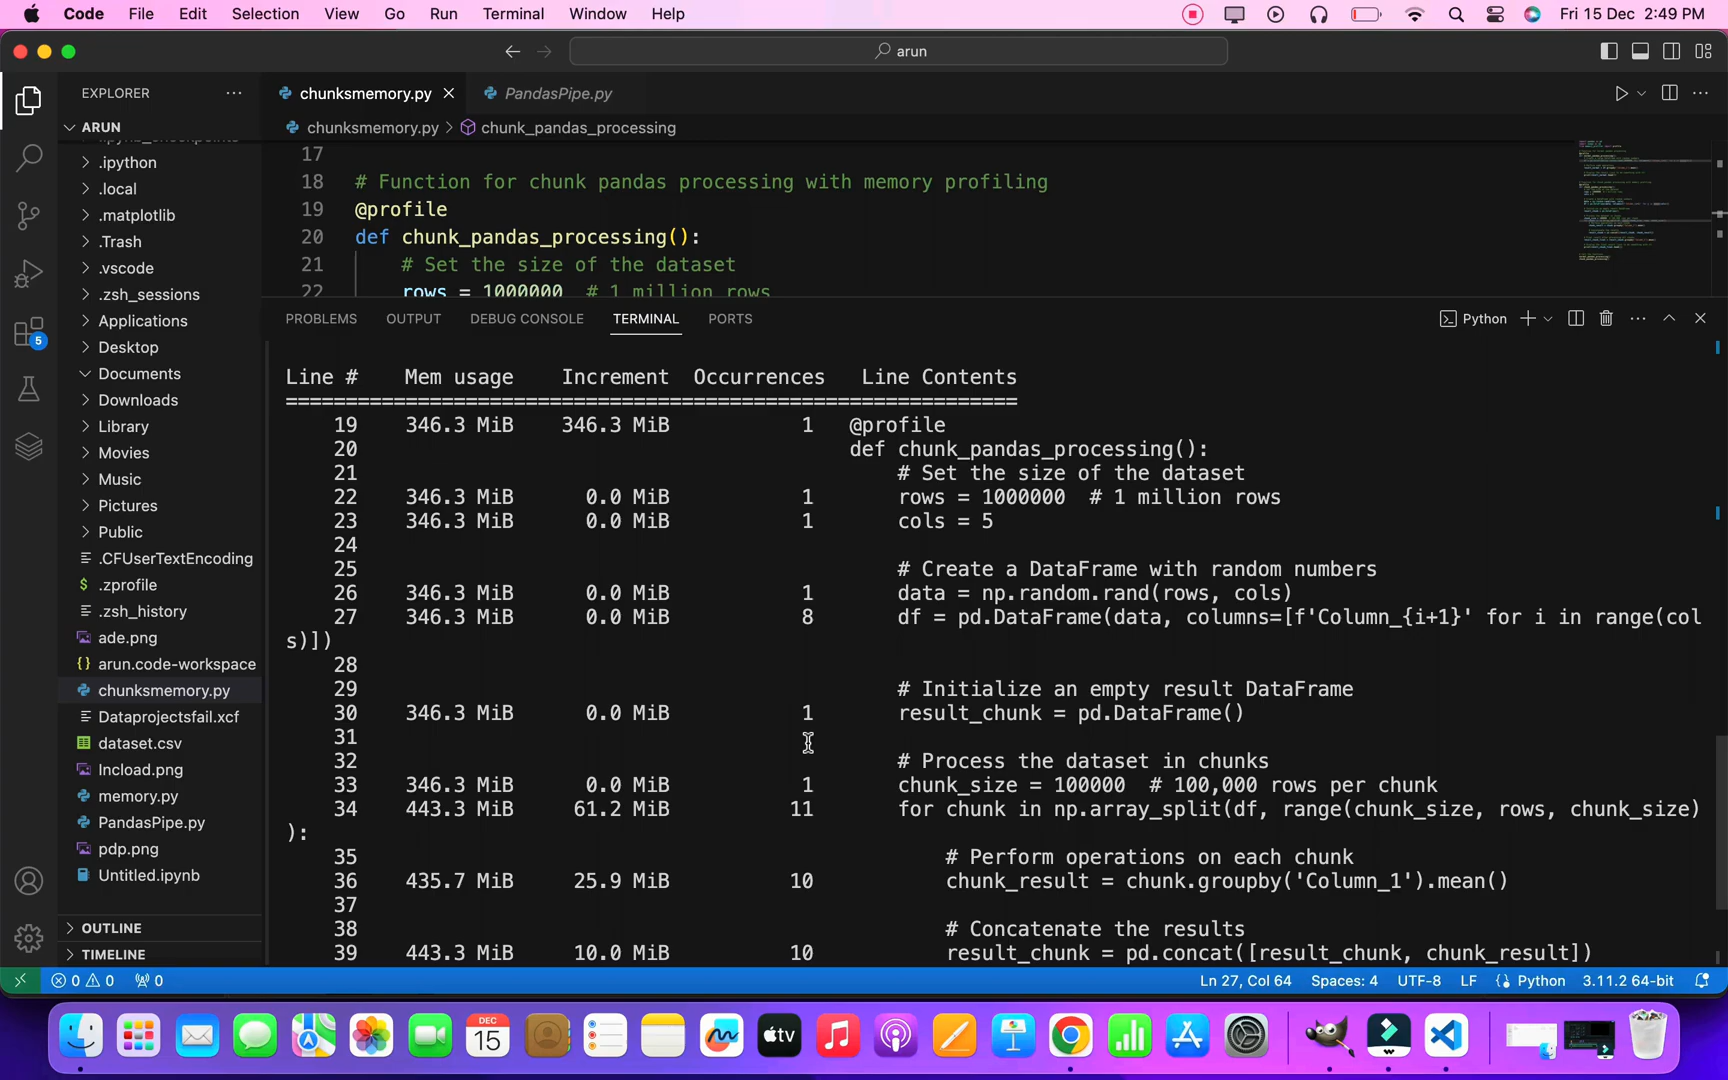 Code File Edit Selection View Go Run Terminal Window Help Fri 15 Dec 2:49 PM
arun
EXPLORER
chunksmemory.py
PandasPipe.py
ARUN
chunksmemory.py > chunk_pandas_processing
.ipython
.local
.matplotlib
.Trash
.vscode
.zsh_sessions
Applications
Desktop
Documents
Downloads
Library
Movies
Music
Pictures
Public
.CFUserTextEncoding
$ .zprofile
.zsh_history
ade.png
{} arun.code-workspace
chunksmemory.py
Dataprojectsfail.xcf
dataset.csv
Incload.png
memory.py
PandasPipe.py
pdp.png
Untitled.ipynb
OUTLINE
TIMELINE
5
17
18 # Function for chunk pandas processing with memory profiling
19 @profile
20 def chunk_pandas_processing():
21 # Set the size of the dataset
22 rows = 1000000 # 1 million rows
PROBLEMS OUTPUT DEBUG CONSOLE TERMINAL PORTS Python
Line # Mem usage Increment Occurrences Line Contents
=============================================================
19 346.3 MiB 346.3 MiB 1 @profile
20 def chunk_pandas_processing():
21 # Set the size of the dataset
22 346.3 MiB 0.0 MiB 1 rows = 1000000 # 1 million rows
23 346.3 MiB 0.0 MiB 1 cols = 5
24
25 # Create a DataFrame with random numbers
26 346.3 MiB 0.0 MiB 1 data = np.random.rand(rows, cols)
27 346.3 MiB 0.0 MiB 8 df = pd.DataFrame(data, columns=[f'Column_{i+1}' for i in range(col
s)])
28
29 # Initialize an empty result DataFrame
30 346.3 MiB 0.0 MiB 1 result_chunk = pd.DataFrame()
31
32 # Process the dataset in chunks
33 346.3 MiB 0.0 MiB 1 chunk_size = 100000 # 100,000 rows per chunk
34 443.3 MiB 61.2 MiB 11 for chunk in np.array_split(df, range(chunk_size, rows, chunk_size)
):
35 # Perform operations on each chunk
36 435.7 MiB 25.9 MiB 10 chunk_result = chunk.groupby('Column_1').mean()
37
38 # Concatenate the results
39 443.3 MiB 10.0 MiB 10 result_chunk = pd.concat([result_chunk, chunk_result])
0 0 0 Ln 27, Col 64 Spaces: 4 UTF-8 LF {} Python 3.11.2 64-bit
DEC
15
tv